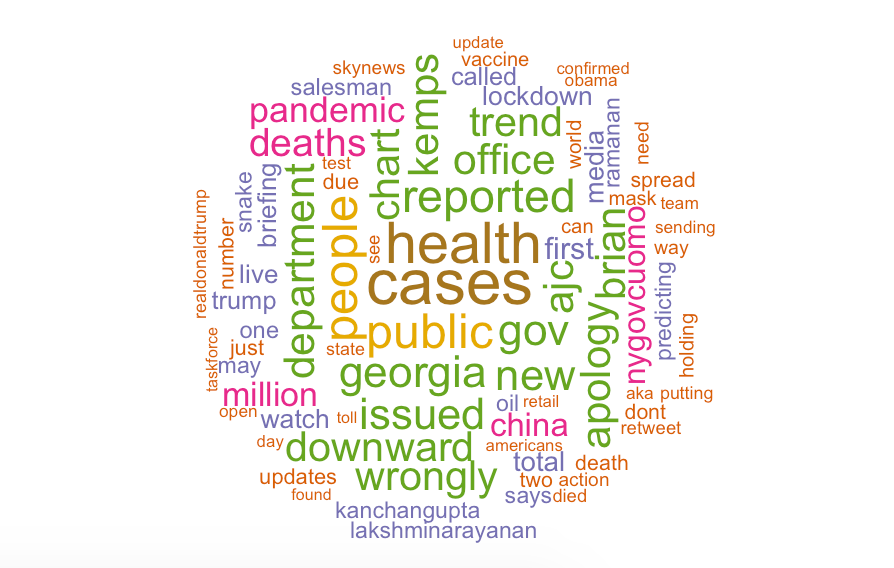 update
skynews
vaccine
confirmed
salesman
called
obama
pandemic
kemps
lockdown
deaths
chart
trend
world
media
ramanan
need
test
office
due
snake
briefing
department
people
reported
spread
mask
team
realdonaldtrump
number
see
health
can
first
brian
nygovcuomo
sending
way
live
cases
ajc
predicting
trump
one
public
gov
apology
holding
taskforce
just
state
may
georgia
new
million
aka
putting
open
watch
toll
issued
oil
retail
china
dont
retweet
day
downward
americans
total
death
updates
wrongly
two
action
found
says
died
kanchangupta
lakshminarayanan